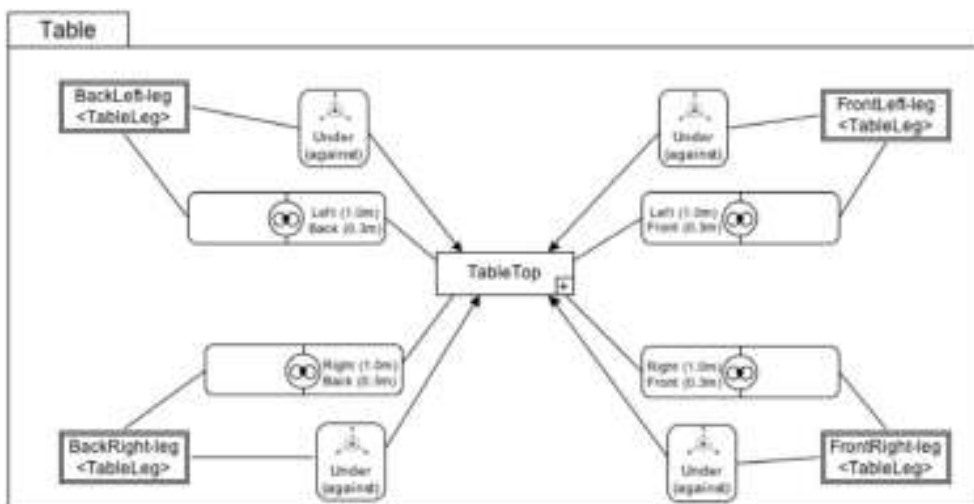 Table
BackLeft-leg
<TableLeg>
Under
(against)
Under
(against)
FrontLeft-leg
<TableLeg>
Left (1.0m)
Back (0.3m)
Left (1.0m)
Front (0.3m)
TableTop
+
Right (1.0m)
Back (0.3m)
Right (1.0m)
Front (0.3m)
BackRight-leg
<TableLeg>
Under
(against)
Under
(against)
FrontRight-leg
<TableLeg>